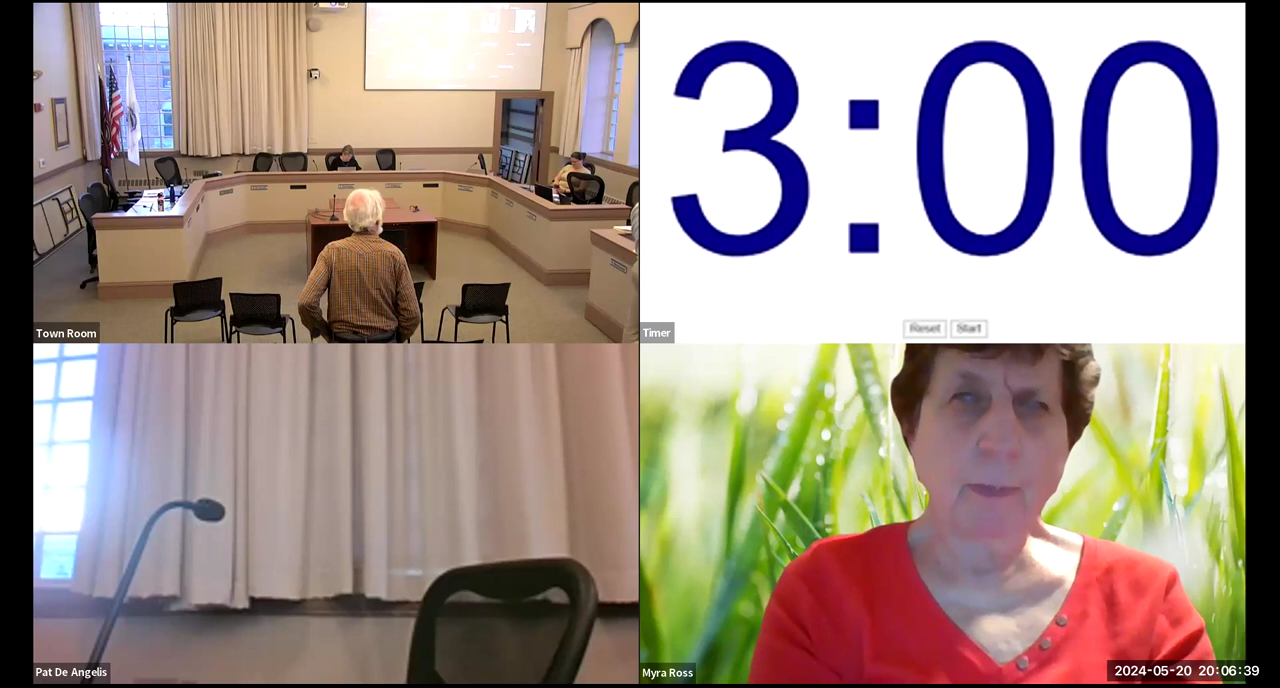 Town Room
3:00
Reset Start
Timer
Pat De Angelis
Myra Ross
2024-05-20 20:06:39